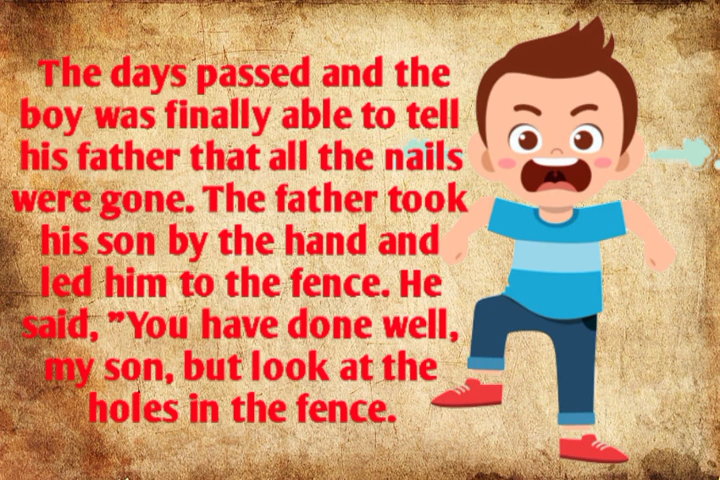 The days passed and the
boy was finally able to tell
his father that all the nails
were gone. The father took
his son by the hand and
led him to the fence. He
said, ”You have done well,
my son, but look at the
holes in the fence.